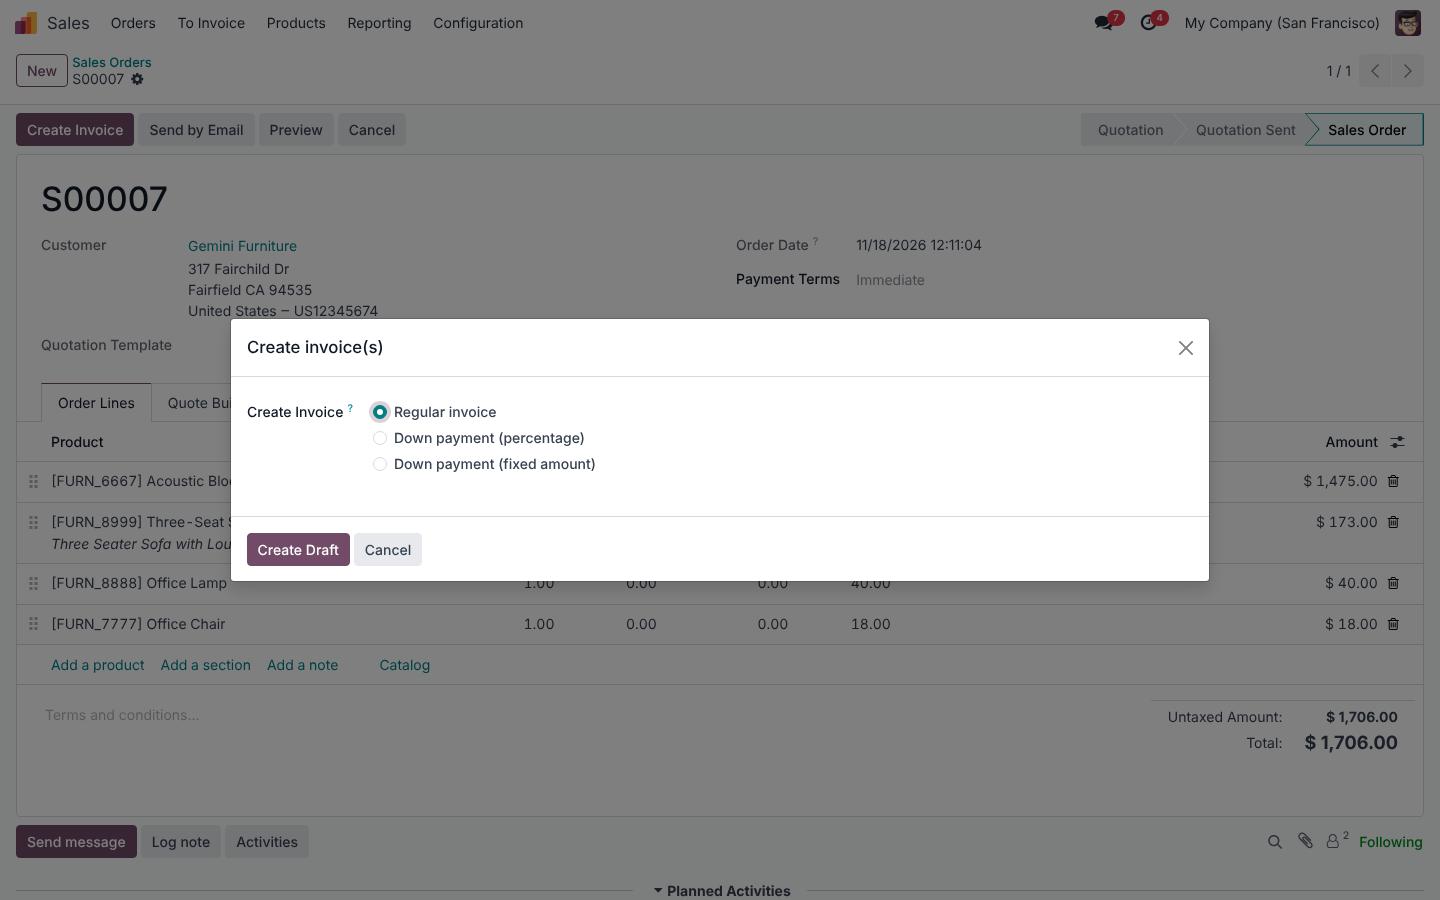 Sales
Orders
To Invoice
Products
Reporting
Configuration
7
4
My Company (San Francisco)
New
Sales Orders
S00007
1 / 1
Create Invoice
Send by Email
Preview
Cancel
Quotation
Quotation Sent
Sales Order
S00007
Customer
Gemini Furniture
317 Fairchild Dr
Fairfield CA 94535
United States – US12345674
Order Date ?
11/18/2026 12:11:04
Payment Terms
Immediate
Quotation Template
Create invoice(s)
Create Invoice ?
Regular invoice
Down payment (percentage)
Down payment (fixed amount)
Create Draft
Cancel
Order Lines
Quote Bui
Product
Amount
[FURN_6667] Acoustic Blo
$ 1,475.00
[FURN_8999] Three-Seat S
Three Seater Sofa with Lou
$ 173.00
[FURN_8888] Office Lamp
1.00
0.00
0.00
40.00
$ 40.00
[FURN_7777] Office Chair
1.00
0.00
0.00
18.00
$ 18.00
Add a product
Add a section
Add a note
Catalog
Terms and conditions...
Untaxed Amount:
$ 1,706.00
Total:
$ 1,706.00
Send message
Log note
Activities
2
Following
Planned Activities